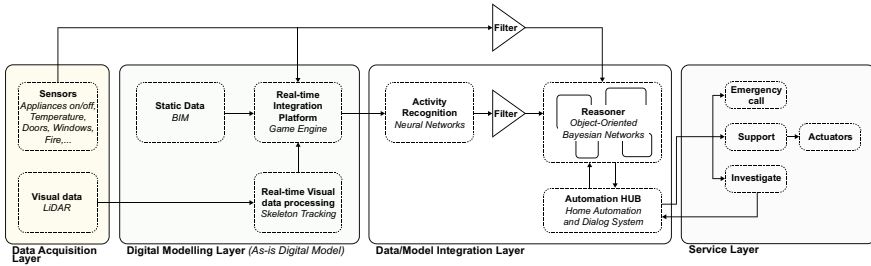 Filter
Sensors
Appliances on/off,
Temperature,
Doors, Windows,
Fire,...
Visual data
LiDAR
Data Acquisition
Layer
Static Data
BIM
Real-time
Integration
Platform
Game Engine
Real-time Visual
data processing
Skeleton Tracking
Digital Modelling Layer (As-is Digital Model)
Activity
Recognition
Neural Networks
Filter
Reasoner
Object-Oriented
Bayesian Networks
Automation HUB
Home Automation
and Dialog System
Data/Model Integration Layer
Emergency
call
Support
Actuators
Investigate
Service Layer